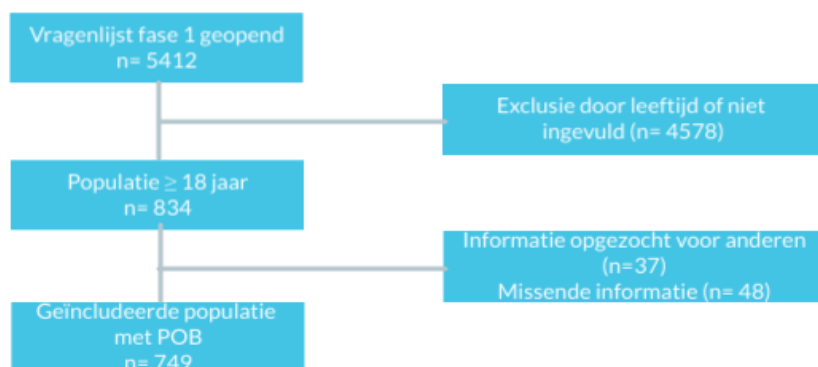 Vragenlijst fase 1 geopend
n= 5412
Exclusie door leeftijd of niet
ingevuld (n= 4578)
Populatie ≥ 18 jaar
n= 834
Informatie opgezocht voor anderen
(n=37)
Missende informatie (n= 48)
Geïncludeerde populatie
met POB
n= 749